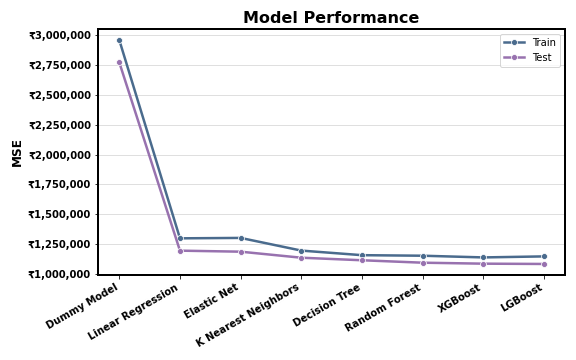 Model Performance
₹3,000,000
₹2,750,000
₹2,500,000
₹2,250,000
₹2,000,000
₹1,750,000
₹1,500,000
₹1,250,000
₹1,000,000
MSE
Train
Test
Dummy Model
Linear Regression
Elastic Net
K Nearest Neighbors
Decision Tree
Random Forest
XGBoost
LGBoost